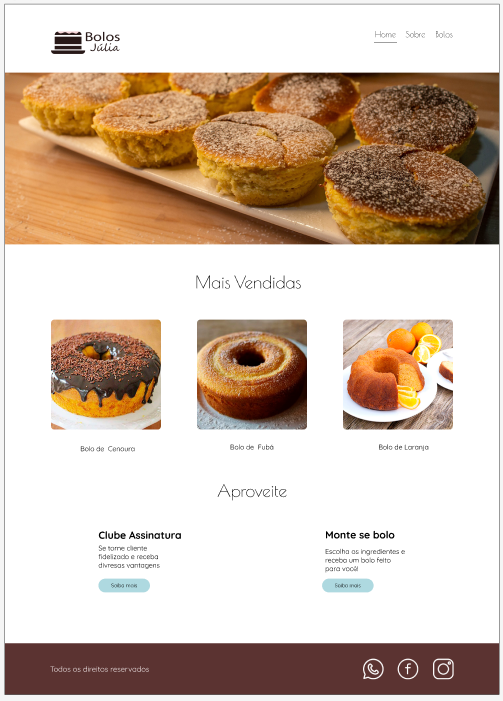 Bolos
Júlia
Home Sobre Bolos
Mais Vendidas
Bolo de Cenoura
Bolo de Fubá
Bolo de Laranja
Aproveite
Clube Assinatura
Se torne cliente
fidelizado e receba
divresas vantagens
Saiba mais
Monte se bolo
Escolha os ingredientes e
receba um bolo feito
para você!
Saiba mais
Todos os direitos reservados